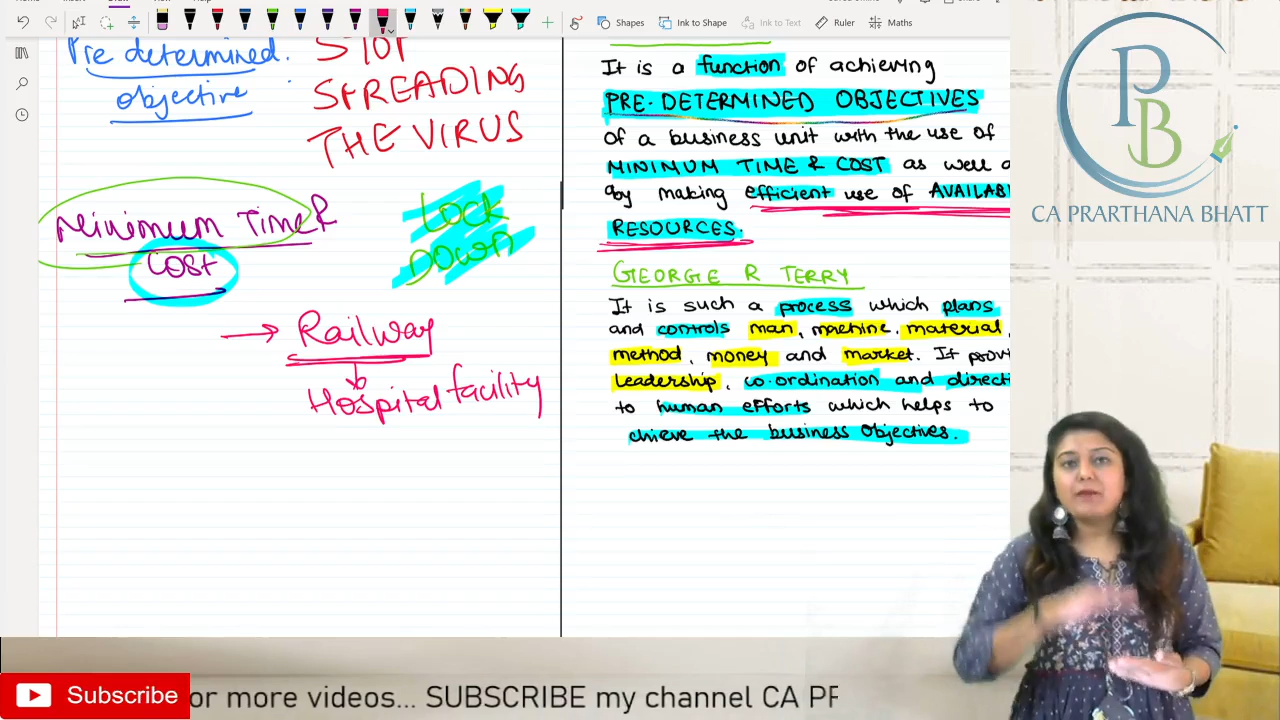 Shapes
Ink to Shape
Ink to Text
Ruler
Maths
Pre determined
objective
STOP
SPREADING
THE VIRUS
Minimum Time &
Cost
Lock
Down
Railway
Hospital facility
It is a function of achieving
PRE-DETERMINED OBJECTIVES
of a business unit with the use of
MINIMUM TIME & COST as well a
by making efficient use of AVAILAB
RESOURCES.
GEORGE R TERRY
It is such a process which plans
and controls man, machine, material,
method, money and market. It provi
leadership, co-ordination and directi
to human efforts which helps to
chieve the business objectives.
PB
CA PRARTHANA BHATT
Subscribe
or more videos... SUBSCRIBE my channel CA PR